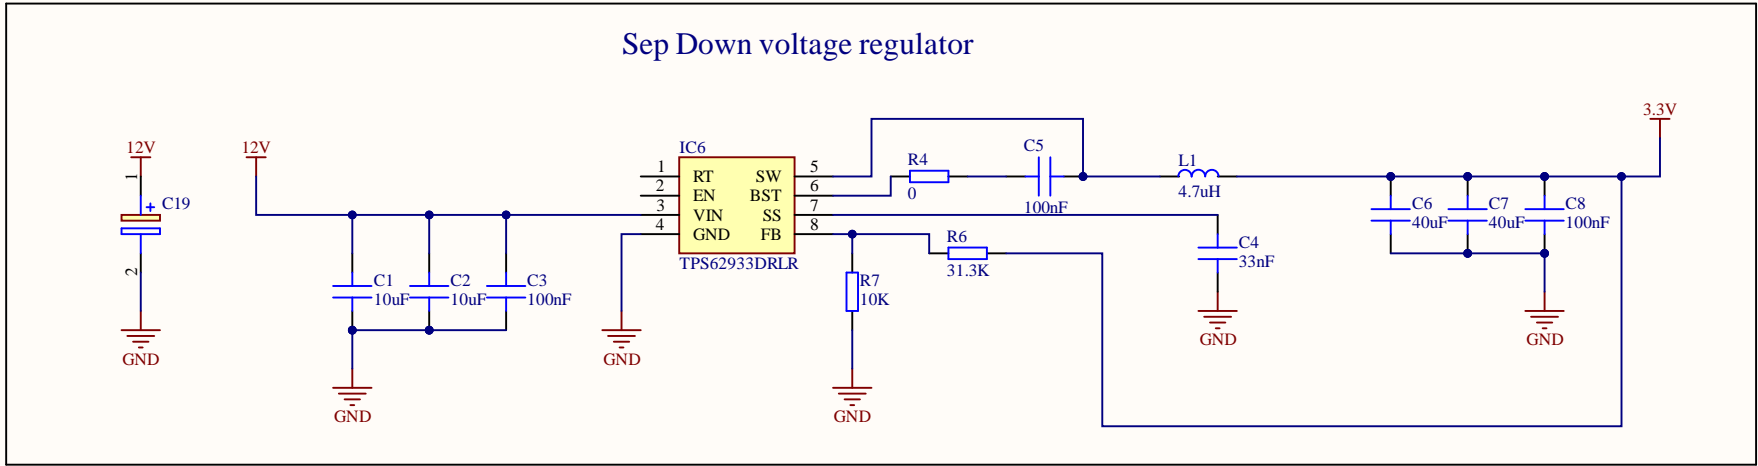 Sep Down voltage regulator
12V
1
+
C19
2
GND
12V
C1
10uF
C2
10uF
C3
100nF
GND
IC6
1
RT
2
EN
3
VIN
4
GND
SW
5
BST
6
SS
7
FB
8
TPS62933DRLR
GND
R4
0
C5
100nF
L1
4.7uH
R7
10K
GND
R6
31.3K
C4
33nF
GND
3.3V
C6
40uF
C7
40uF
C8
100nF
GND